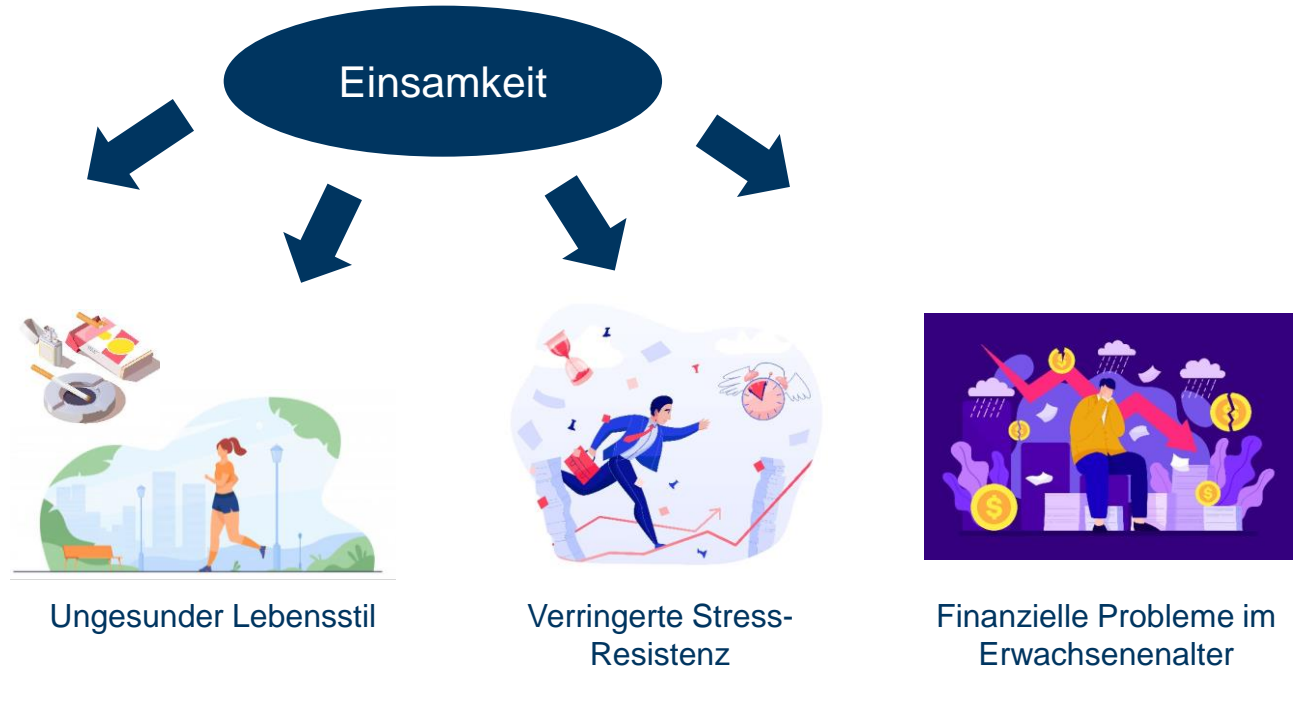 Einsamkeit
Ungesunder Lebensstil
Verringerte Stress-
Resistenz
Finanzielle Probleme im
Erwachsenenalter